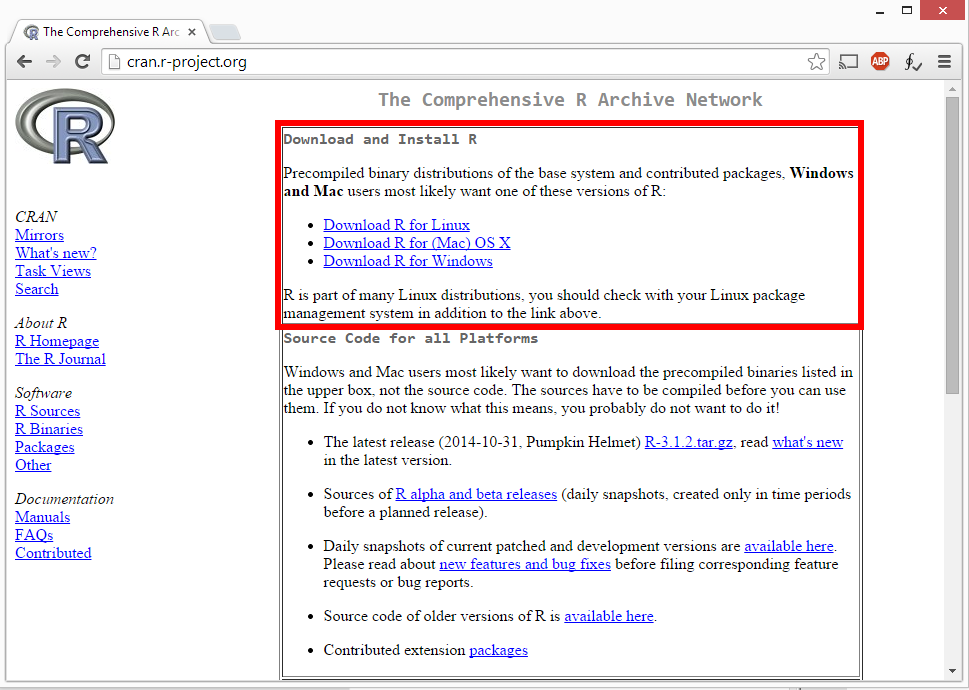 The Comprehensive R Arc
cran.r-project.org
ABP
R
CRAN
Mirrors
What's new?
Task Views
Search
About R
R Homepage
The R Journal
Software
R Sources
R Binaries
Packages
Other
Documentation
Manuals
FAQs
Contributed
The Comprehensive R Archive Network
Download and Install R
Precompiled binary distributions of the base system and contributed packages, Windows
and Mac users most likely want one of these versions of R:
Download R for Linux
Download R for (Mac) OS X
Download R for Windows
R is part of many Linux distributions, you should check with your Linux package
management system in addition to the link above.
Source Code for all Platforms
Windows and Mac users most likely want to download the precompiled binaries listed in
the upper box, not the source code. The sources have to be compiled before you can use
them. If you do not know what this means, you probably do not want to do it!
The latest release (2014-10-31, Pumpkin Helmet) R-3.1.2.tar.gz, read what's new
in the latest version.
Sources of R alpha and beta releases (daily snapshots, created only in time periods
before a planned release).
Daily snapshots of current patched and development versions are available here.
Please read about new features and bug fixes before filing corresponding feature
requests or bug reports.
Source code of older versions of R is available here.
Contributed extension packages